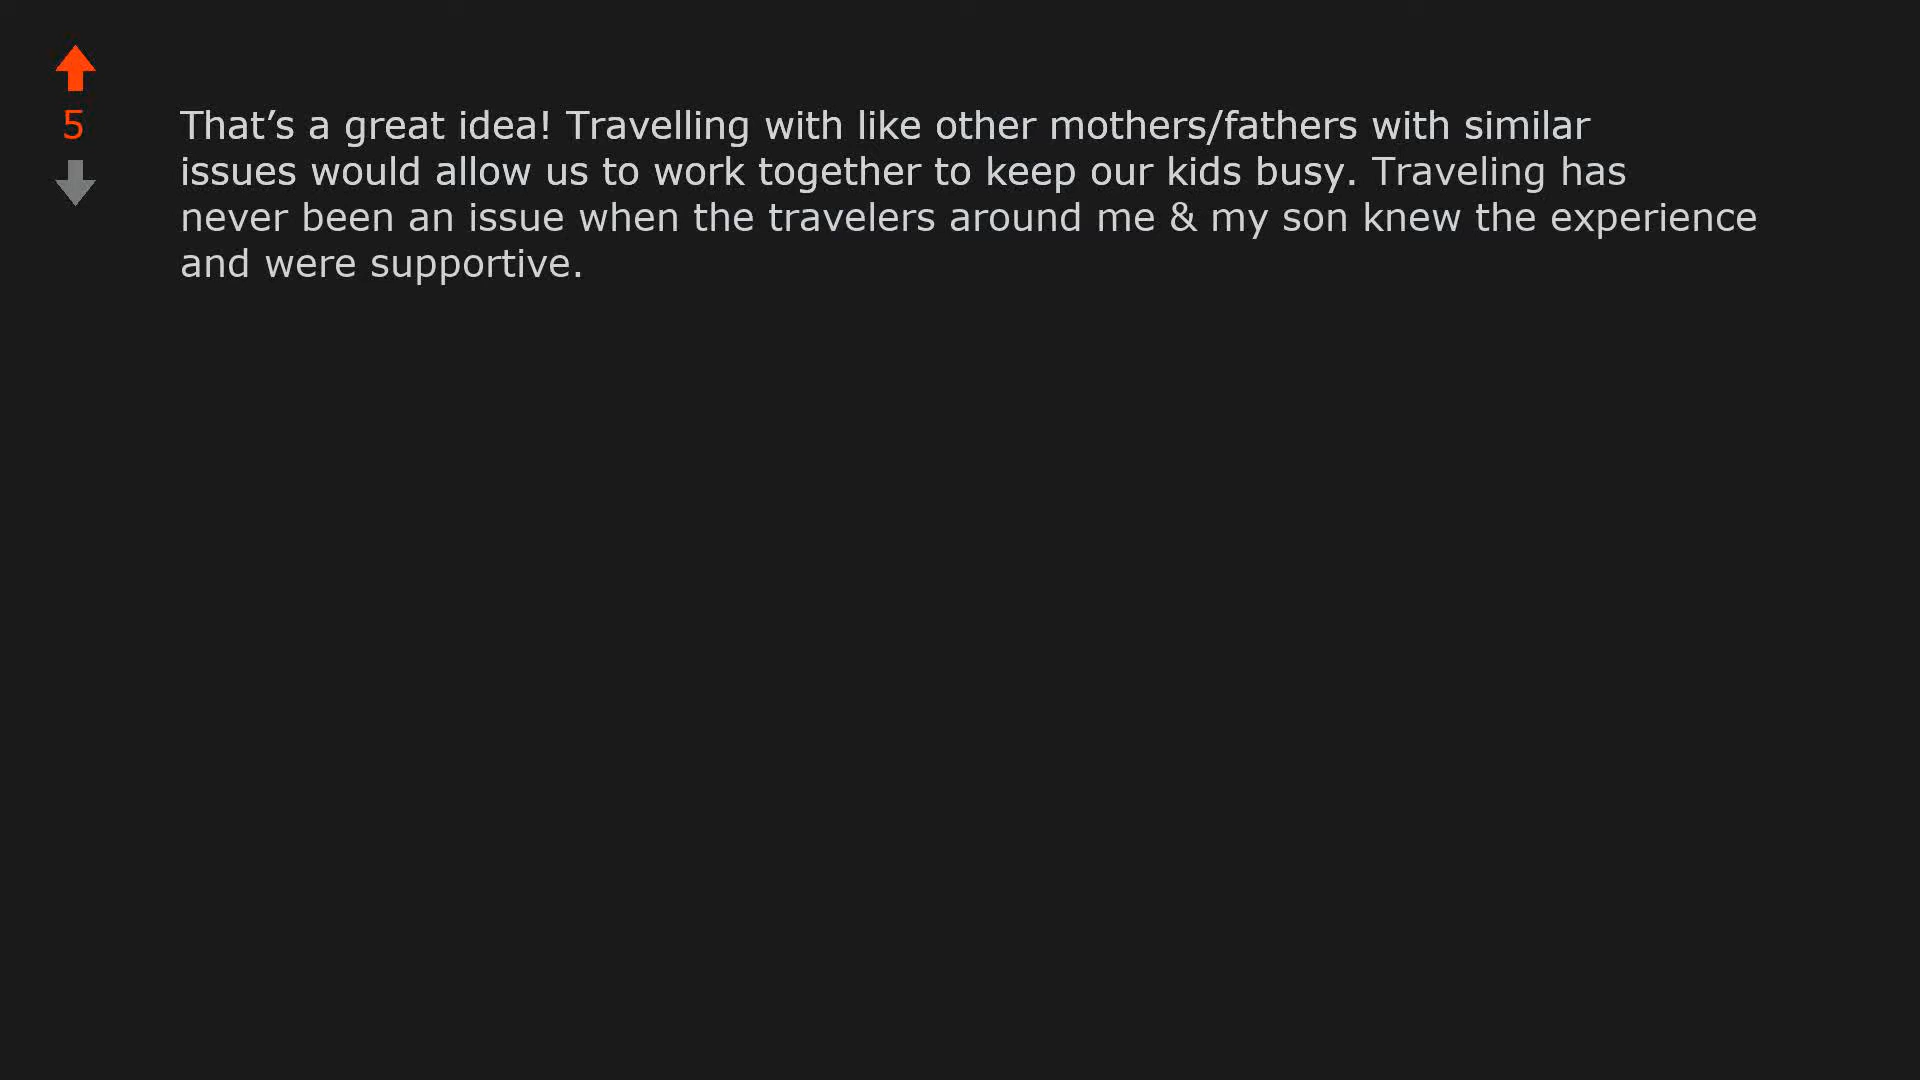 5
That’s a great idea! Travelling with like other mothers/fathers with similar
issues would allow us to work together to keep our kids busy. Traveling has
never been an issue when the travelers around me & my son knew the experience
and were supportive.